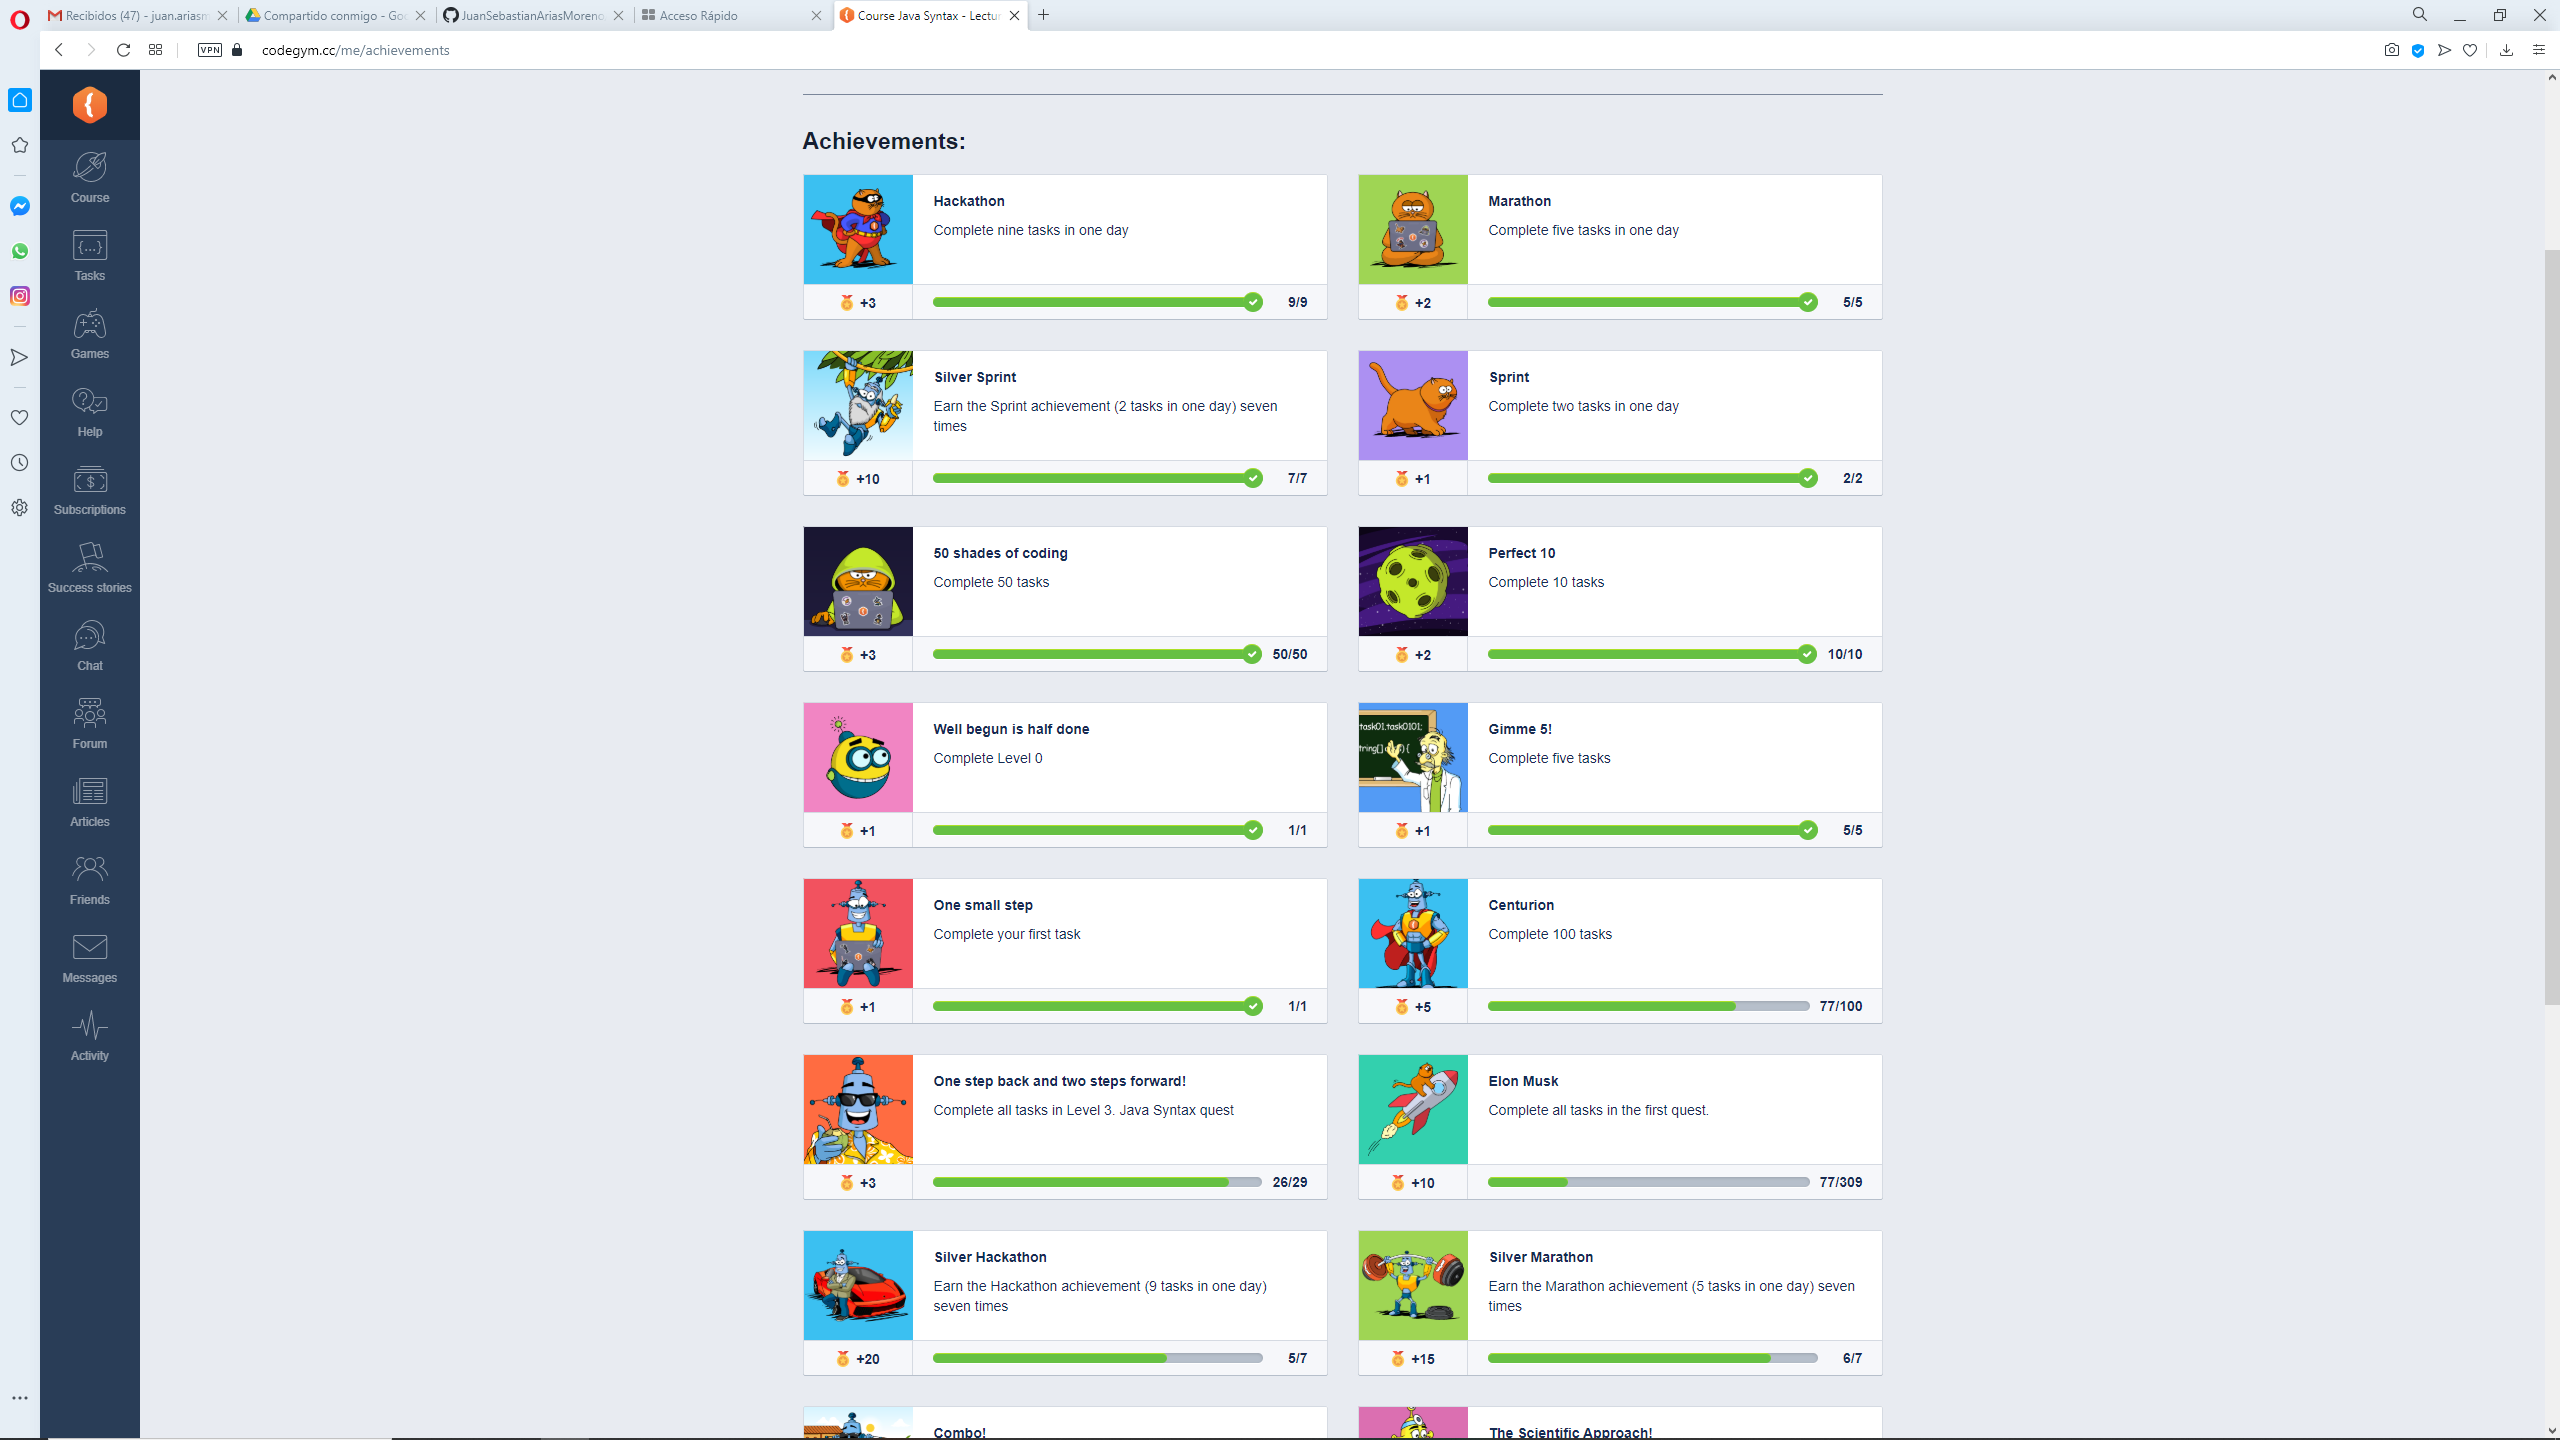 Recibidos (47) - juan.ariasm
Compartido conmigo - Goo
JuanSebastianAriasMoreno
Acceso Rápido
Course Java Syntax - Lectur
VPN
codegym.cc/me/achievements
Course
Tasks
Games
Help
Subscriptions
Success stories
Chat
Forum
Articles
Friends
Messages
Activity
Achievements:
Hackathon
Complete nine tasks in one day
+3
9/9
Marathon
Complete five tasks in one day
+2
5/5
Silver Sprint
Earn the Sprint achievement (2 tasks in one day) seven
times
+10
7/7
Sprint
Complete two tasks in one day
+1
2/2
50 shades of coding
Complete 50 tasks
+3
50/50
Perfect 10
Complete 10 tasks
+2
10/10
Well begun is half done
Complete Level 0
+1
1/1
task01.task0101;
Gimme 5!
Complete five tasks
+1
5/5
One small step
Complete your first task
+1
1/1
Centurion
Complete 100 tasks
+5
77/100
One step back and two steps forward!
Complete all tasks in Level 3. Java Syntax quest
+3
26/29
Elon Musk
Complete all tasks in the first quest.
+10
77/309
Silver Hackathon
Earn the Hackathon achievement (9 tasks in one day)
seven times
+20
5/7
Silver Marathon
Earn the Marathon achievement (5 tasks in one day) seven
times
+15
6/7
Combo!
The Scientific Approach!